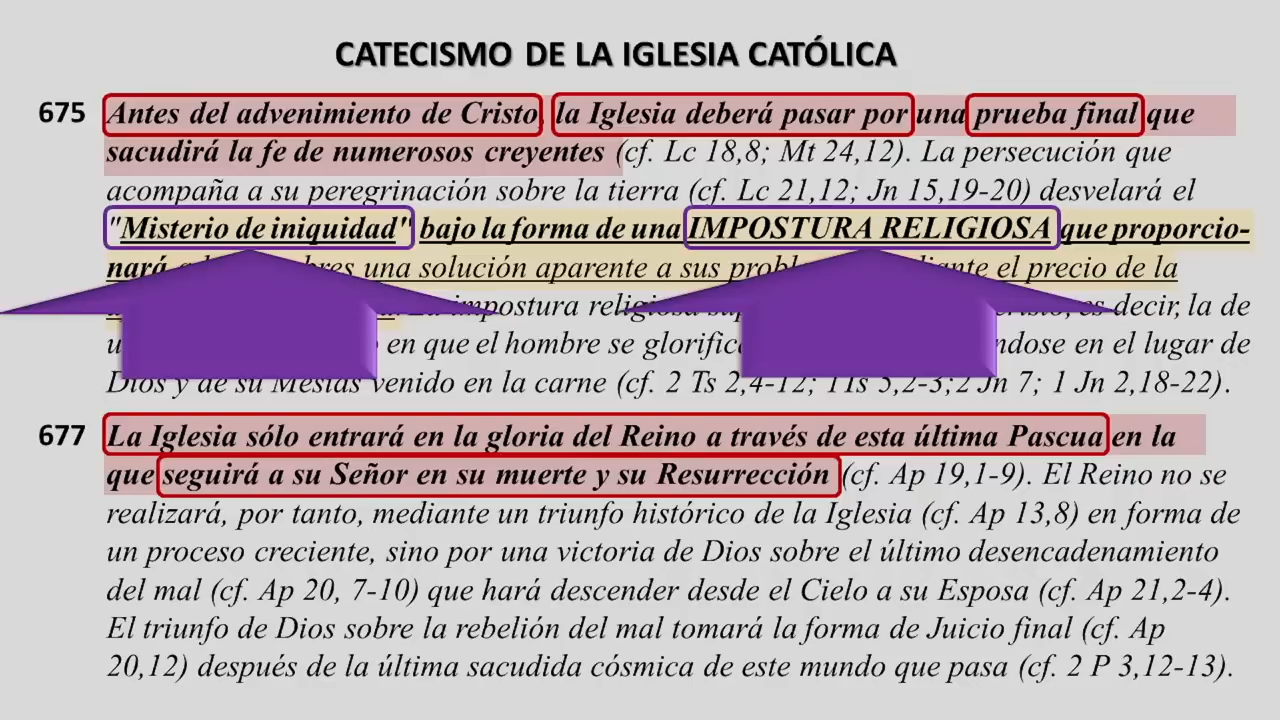 CATECISMO DE LA IGLESIA CATÓLICA
675 Antes del advenimiento de Cristo, la Iglesia deberá pasar por una prueba final que
sacudirá la fe de numerosos creyentes (cf. Lc 18,8; Mt 24,12). La persecución que
acompaña a su peregrinación sobre la tierra (cf. Lc 21,12; Jn 15,19-20) desvelará el
"Misterio de iniquidad" bajo la forma de una IMPOSTURA RELIGIOSA que proporcio-
nará una solución aparente a sus el precio de la
impostura es decir, la de
en que el hombre se en el lugar de
Dios y de su Mesías venido en la carne (cf. 2 Ts 2,4-12; 1Ts 5,2-3;2 Jn 7; 1 Jn 2,18-22).
677 La Iglesia sólo entrará en la gloria del Reino a través de esta última Pascua en la
que seguirá a su Señor en su muerte y su Resurrección (cf. Ap 19,1-9). El Reino no se
realizará, por tanto, mediante un triunfo histórico de la Iglesia (cf. Ap 13,8) en forma de
un proceso creciente, sino por una victoria de Dios sobre el último desencadenamiento
del mal (cf. Ap 20, 7-10) que hará descender desde el Cielo a su Esposa (cf. Ap 21,2-4).
El triunfo de Dios sobre la rebelión del mal tomará la forma de Juicio final (cf. Ap
20,12) después de la última sacudida cósmica de este mundo que pasa (cf. 2 P 3,12-13).